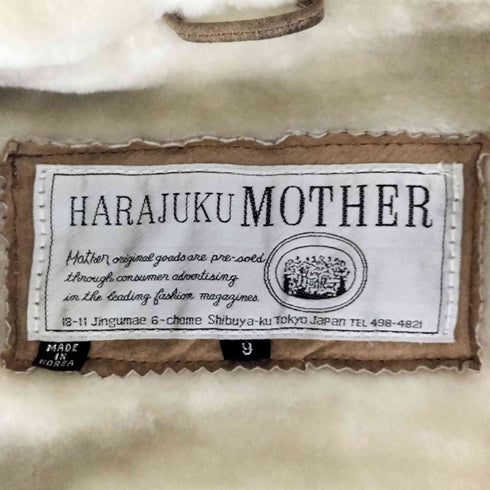 HARAJUKU MOTHER
Mother original goods are pre-sold
through consumer advertising
in the leading fashion magazines.
18-11 Jingumae 6-chome Shibuya-ku Tokyo Japan TEL 498-4821
MADE
IN
KOREA
9